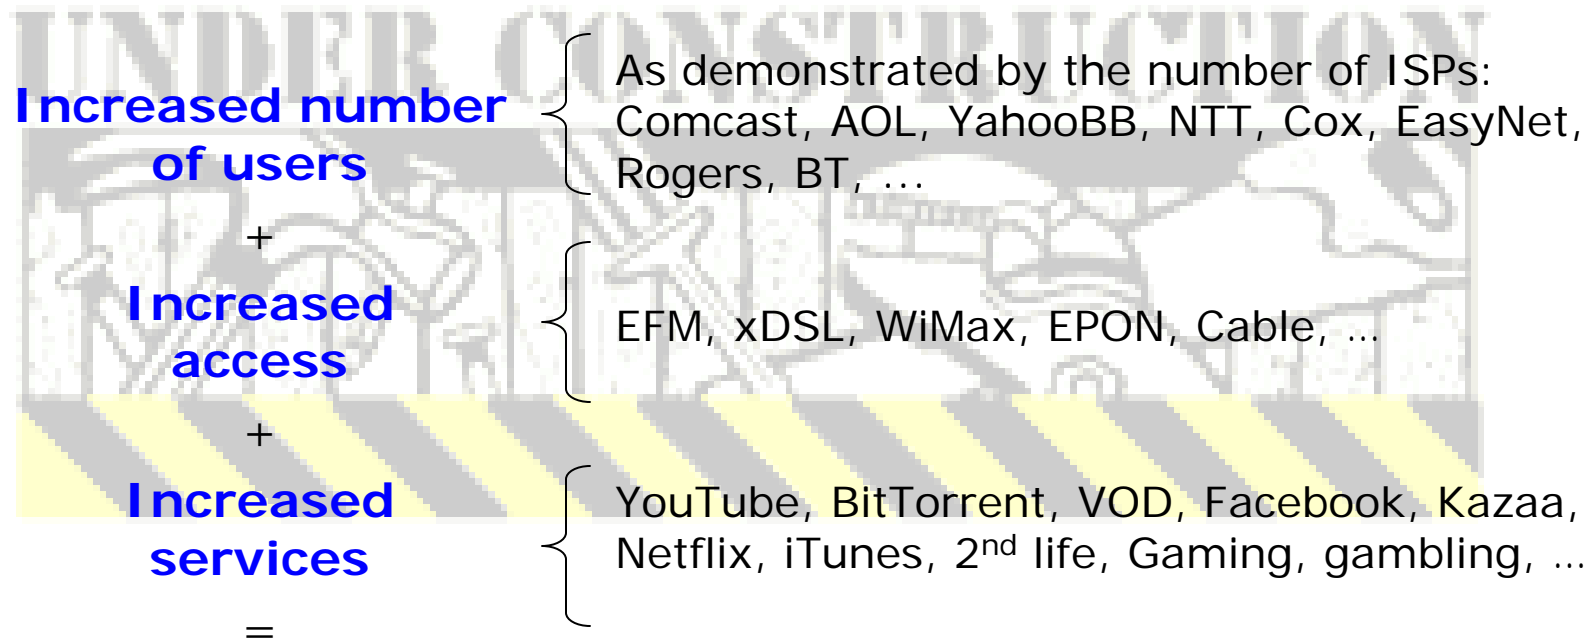 UNDER CONSTRUCTION
Increased number
of users
As demonstrated by the number of ISPs:
Comcast, AOL, YahooBB, NTT, Cox, EasyNet,
Rogers, BT, ...
+
Increased
access
EFM, xDSL, WiMax, EPON, Cable, ...
+
Increased
services
YouTube, BitTorrent, VOD, Facebook, Kazaa,
Netflix, iTunes, 2nd life, Gaming, gambling, ...
=